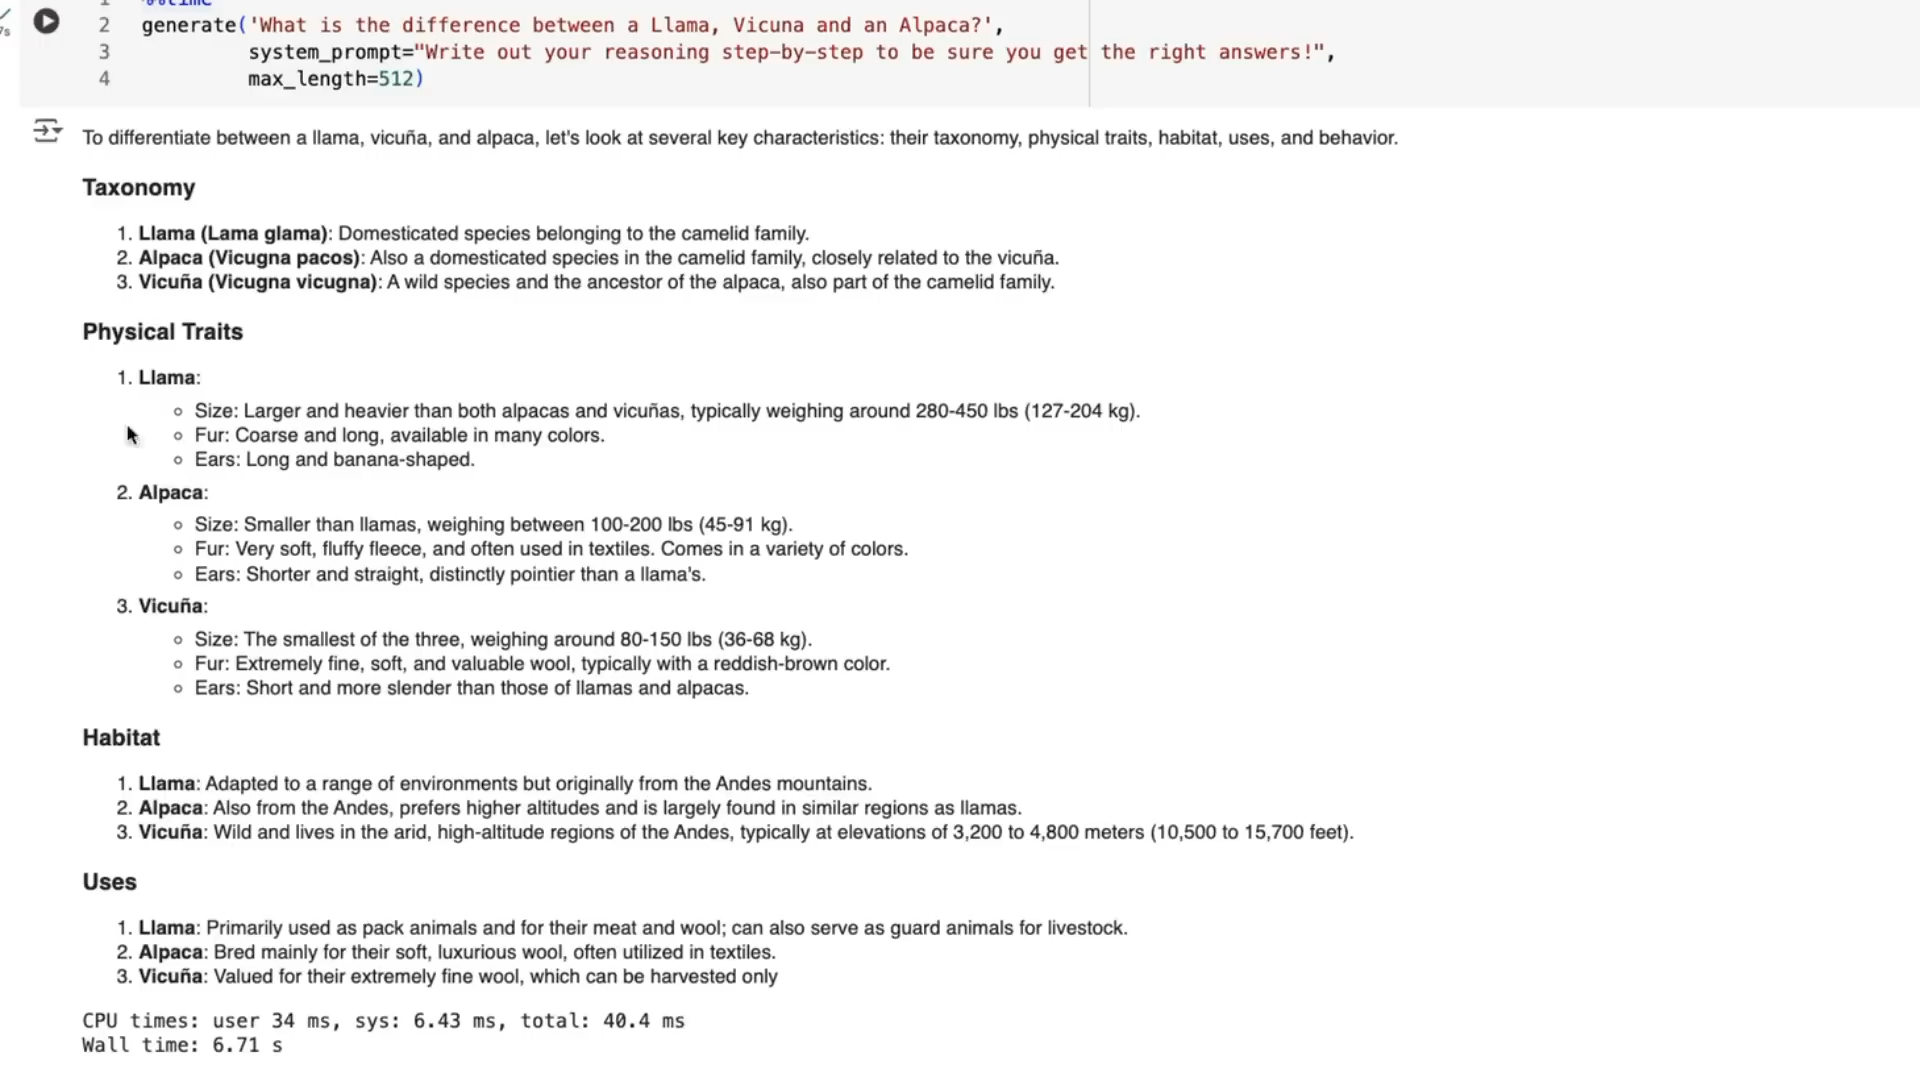 1 %%time
2 generate('What is the difference between a Llama, Vicuna and an Alpaca?',
3 system_prompt="Write out your reasoning step-by-step to be sure you get the right answers!",
4 max_length=512)
To differentiate between a llama, vicuña, and alpaca, let's look at several key characteristics: their taxonomy, physical traits, habitat, uses, and behavior.
Taxonomy
1. Llama (Lama glama): Domesticated species belonging to the camelid family.
2. Alpaca (Vicugna pacos): Also a domesticated species in the camelid family, closely related to the vicuña.
3. Vicuña (Vicugna vicugna): A wild species and the ancestor of the alpaca, also part of the camelid family.
Physical Traits
1. Llama:
◦ Size: Larger and heavier than both alpacas and vicuñas, typically weighing around 280-450 lbs (127-204 kg).
◦ Fur: Coarse and long, available in many colors.
◦ Ears: Long and banana-shaped.
2. Alpaca:
◦ Size: Smaller than llamas, weighing between 100-200 lbs (45-91 kg).
◦ Fur: Very soft, fluffy fleece, and often used in textiles. Comes in a variety of colors.
◦ Ears: Shorter and straight, distinctly pointier than a llama's.
3. Vicuña:
◦ Size: The smallest of the three, weighing around 80-150 lbs (36-68 kg).
◦ Fur: Extremely fine, soft, and valuable wool, typically with a reddish-brown color.
◦ Ears: Short and more slender than those of llamas and alpacas.
Habitat
1. Llama: Adapted to a range of environments but originally from the Andes mountains.
2. Alpaca: Also from the Andes, prefers higher altitudes and is largely found in similar regions as llamas.
3. Vicuña: Wild and lives in the arid, high-altitude regions of the Andes, typically at elevations of 3,200 to 4,800 meters (10,500 to 15,700 feet).
Uses
1. Llama: Primarily used as pack animals and for their meat and wool; can also serve as guard animals for livestock.
2. Alpaca: Bred mainly for their soft, luxurious wool, often utilized in textiles.
3. Vicuña: Valued for their extremely fine wool, which can be harvested only
CPU times: user 34 ms, sys: 6.43 ms, total: 40.4 ms
Wall time: 6.71 s